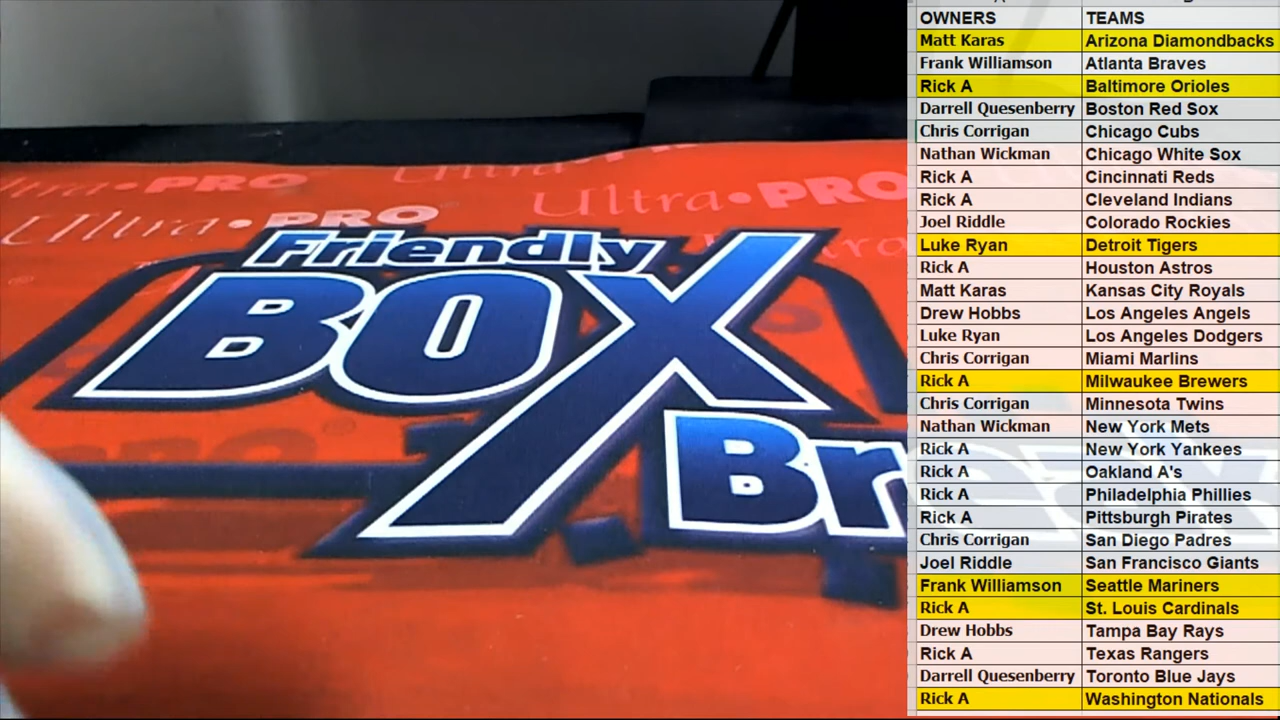 Ultra•PRO
Ultra•PRO®
Ultra•PRO
Friendly
BOX
Br
OWNERS TEAMS
Matt Karas Arizona Diamondbacks
Frank Williamson Atlanta Braves
Rick A Baltimore Orioles
Darrell Quesenberry Boston Red Sox
Chris Corrigan Chicago Cubs
Nathan Wickman Chicago White Sox
Rick A Cincinnati Reds
Rick A Cleveland Indians
Joel Riddle Colorado Rockies
Luke Ryan Detroit Tigers
Rick A Houston Astros
Matt Karas Kansas City Royals
Drew Hobbs Los Angeles Angels
Luke Ryan Los Angeles Dodgers
Chris Corrigan Miami Marlins
Rick A Milwaukee Brewers
Chris Corrigan Minnesota Twins
Nathan Wickman New York Mets
Rick A New York Yankees
Rick A Oakland A's
Rick A Philadelphia Phillies
Rick A Pittsburgh Pirates
Chris Corrigan San Diego Padres
Joel Riddle San Francisco Giants
Frank Williamson Seattle Mariners
Rick A St. Louis Cardinals
Drew Hobbs Tampa Bay Rays
Rick A Texas Rangers
Darrell Quesenberry Toronto Blue Jays
Rick A Washington Nationals